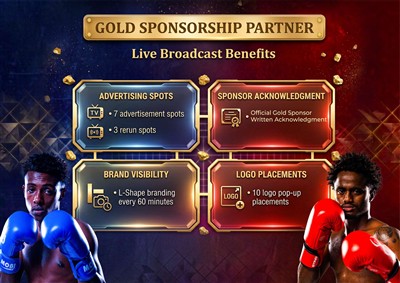 GOLD SPONSORSHIP PARTNER
Live Broadcast Benefits
ADVERTISING SPOTS
TV
• 7 advertisement spots
• 3 rerun spots
SPONSOR ACKNOWLEDGMENT
• Official Gold Sponsor
Written Acknowledgment
BRAND VISIBILITY
• L-Shape branding
every 60 minutes
LOGO PLACEMENTS
LOGO
• 10 logo pop-up
placements